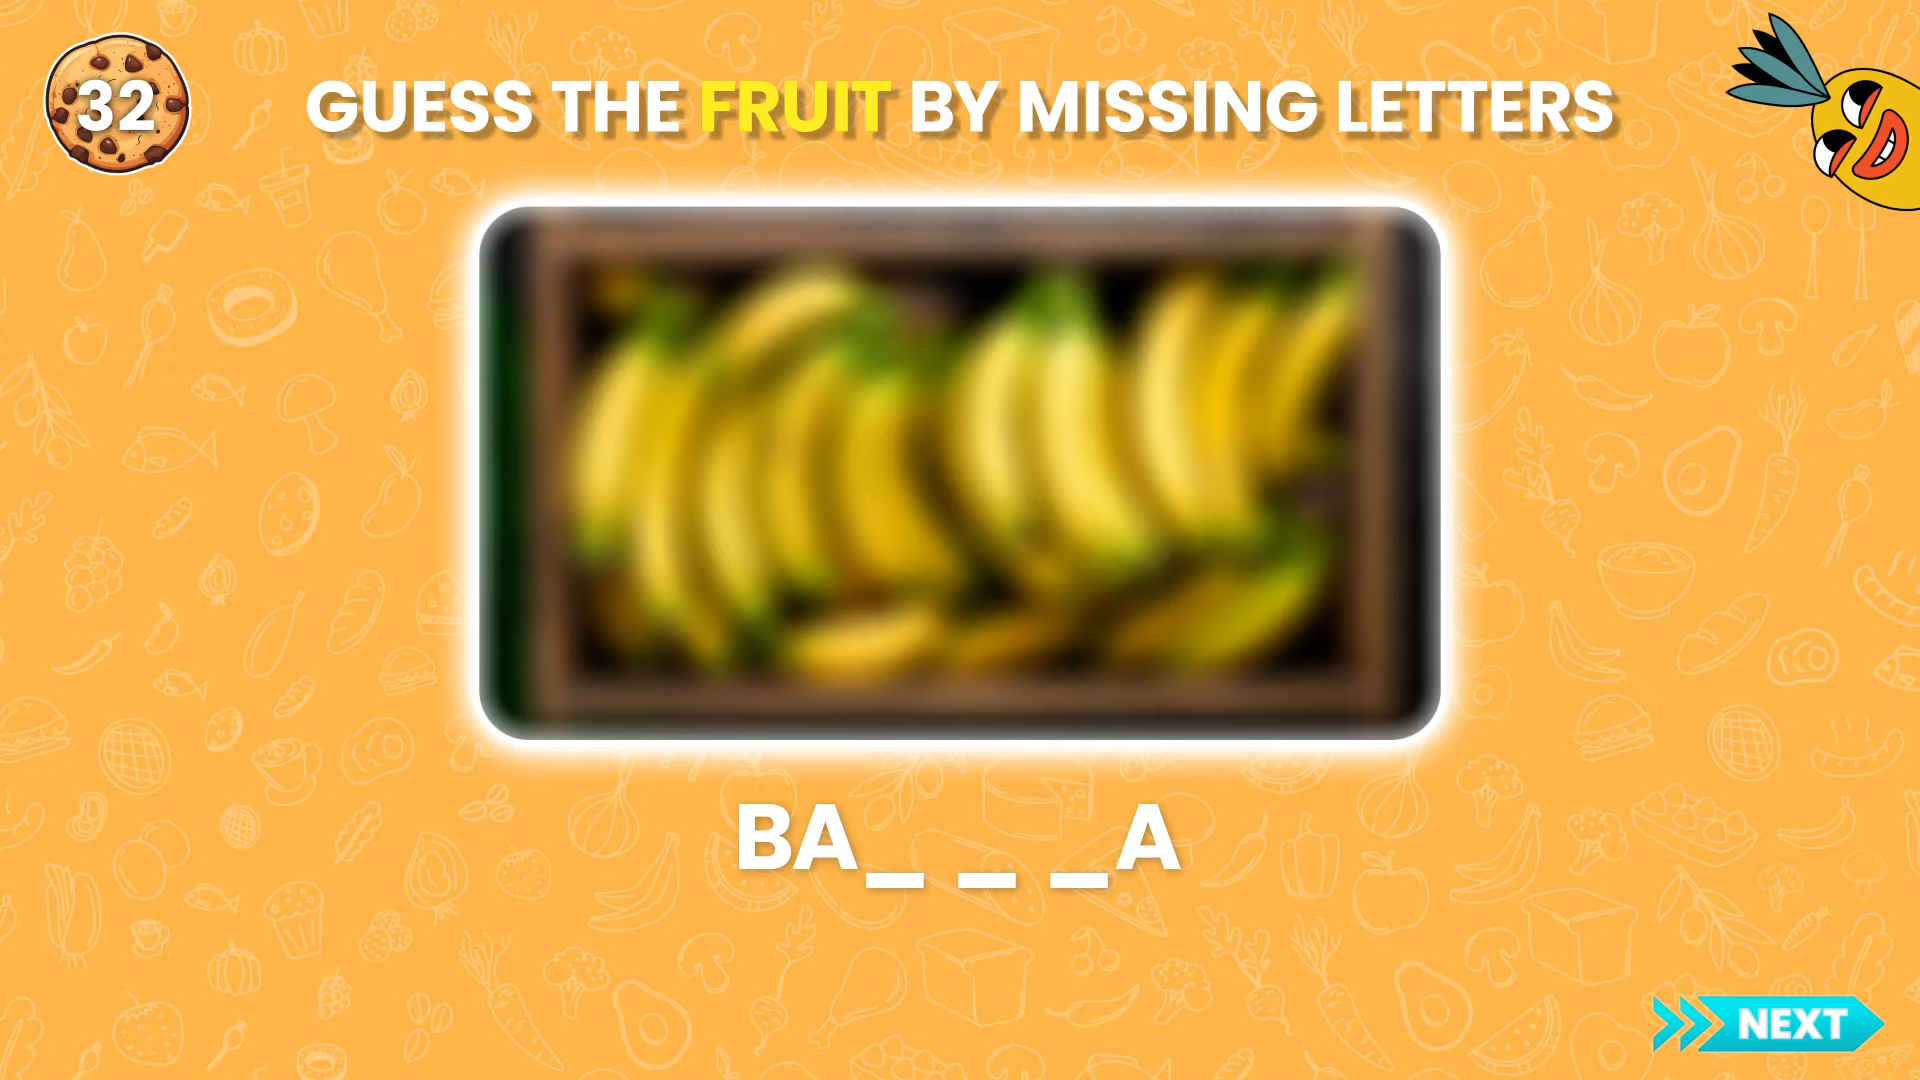 32
GUESS THE FRUIT BY MISSING LETTERS
BA_ _ _A
NEXT